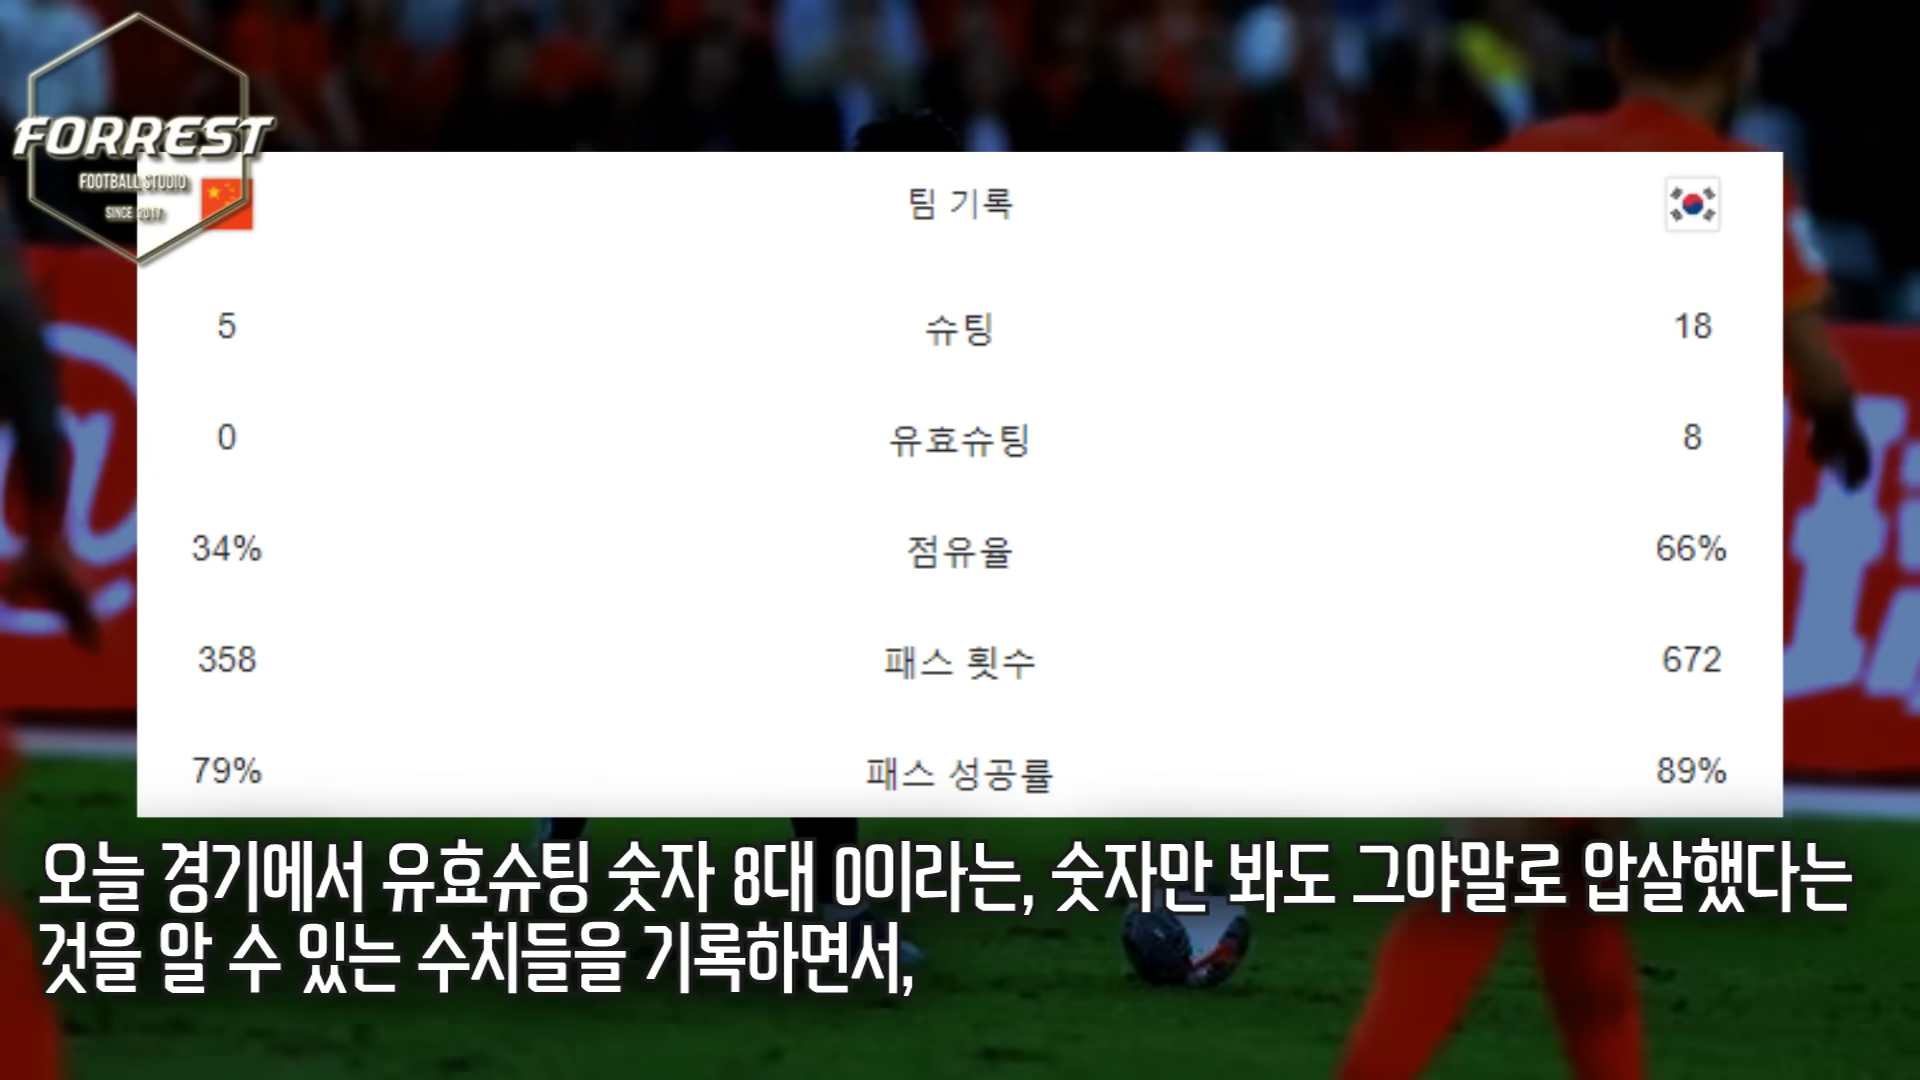 FORREST
FOOTBALL STUDIO
SINCE 2017
팀 기록
5 슈팅 18
0 유효슈팅 8
34% 점유율 66%
358 패스 횟수 672
79% 패스 성공률 89%
오늘 경기에서 유효슈팅 숫자 8대 0이라는, 숫자만 봐도 그야말로 압살했다는
것을 알 수 있는 수치들을 기록하면서,